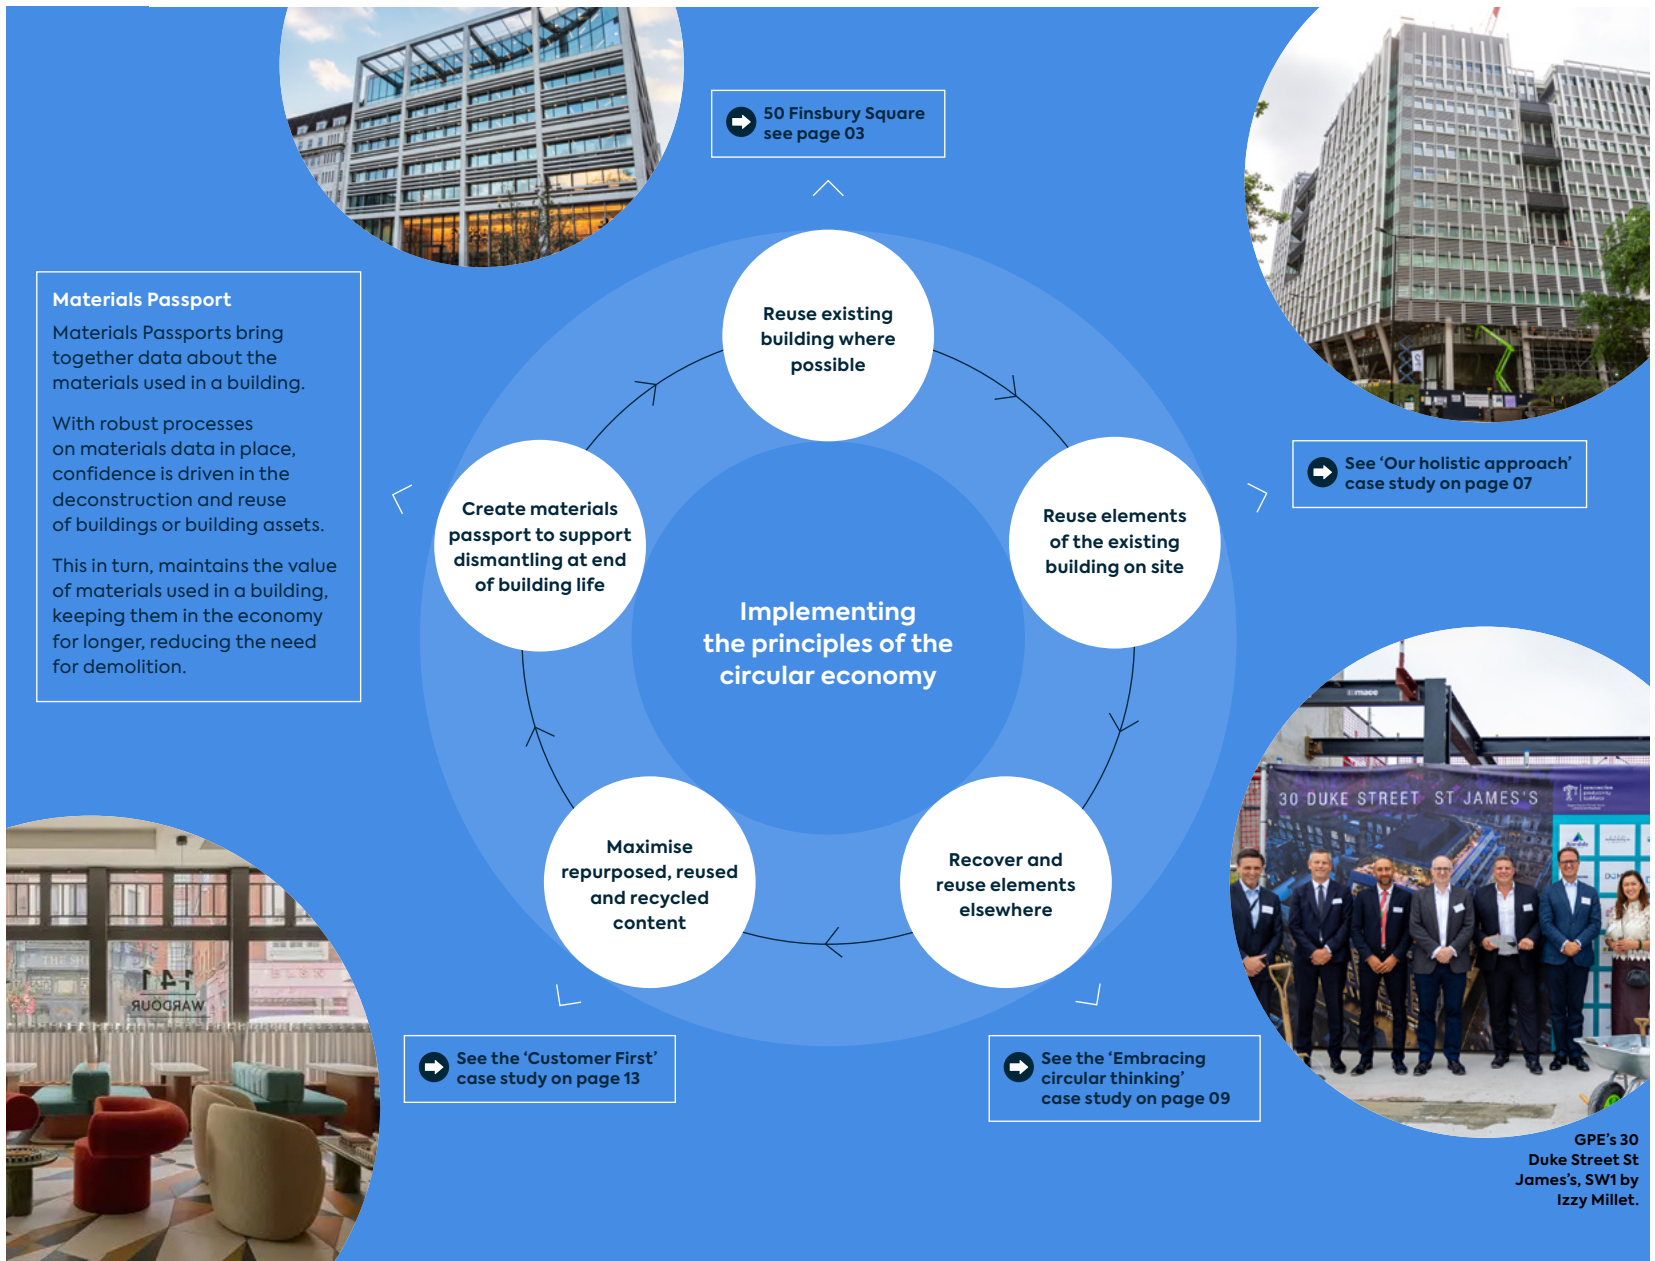 50 Finsbury Square
see page 03
Materials Passport
Materials Passports bring
together data about the
materials used in a building.
With robust processes
on materials data in place,
confidence is driven in the
deconstruction and reuse
of buildings or building assets.
This in turn, maintains the value
of materials used in a building,
keeping them in the economy
for longer, reducing the need
for demolition.
Reuse existing
building where
possible
See ‘Our holistic approach’
case study on page 07
Reuse elements
of the existing
building on site
Create materials
passport to support
dismantling at end
of building life
Implementing
the principles of the
circular economy
Maximise
repurposed, reused
and recycled
content
Recover and
reuse elements
elsewhere
See the ‘Customer First’
case study on page 13
See the ‘Embracing
circular thinking’
case study on page 09
mace
30 DUKE STREET ST JAMES'S
141
WARDOUR
GPE’s 30
Duke Street St
James’s, SW1 by
Izzy Millet.